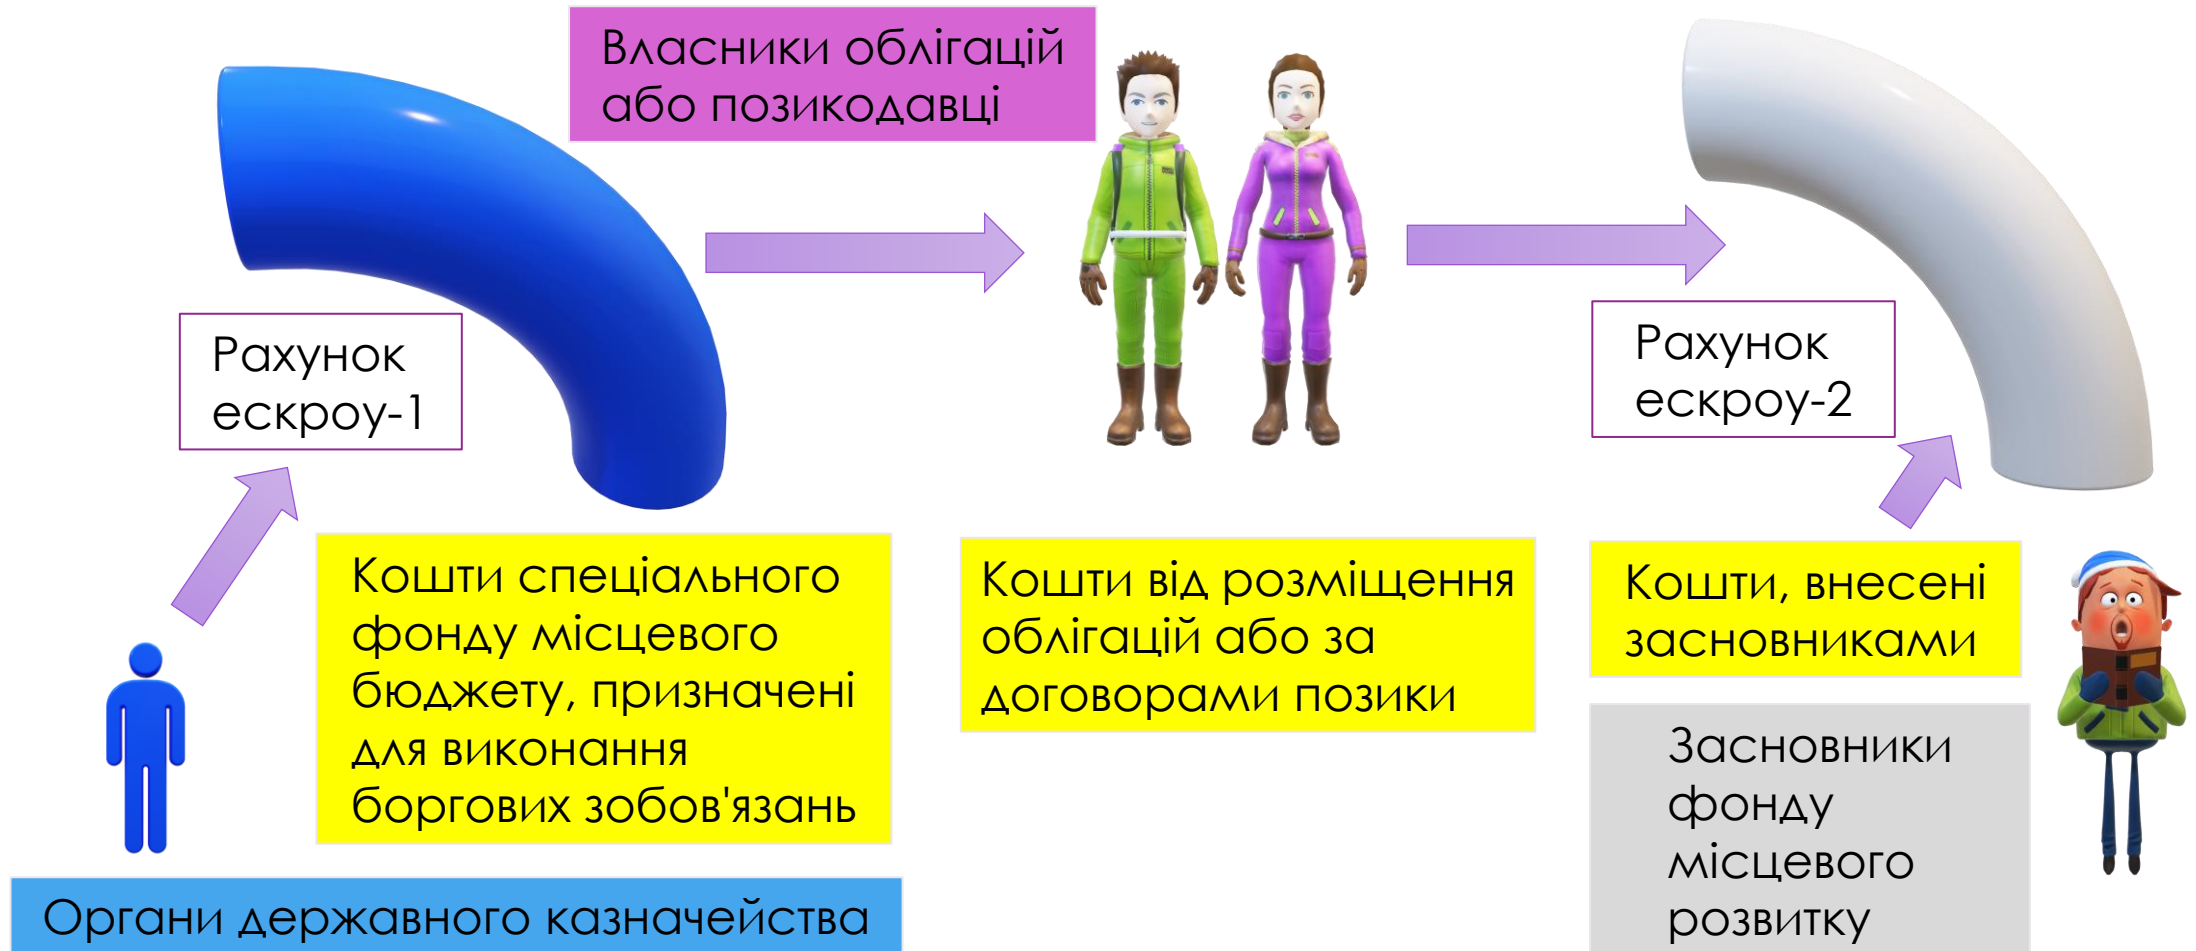 Власники облігацій
або позикодавці
Рахунок
ескроу-1
Рахунок
ескроу-2
Кошти спеціального
фонду місцевого
бюджету, призначені
для виконання
боргових зобов'язань
Кошти від розміщення
облігацій або за
договорами позики
Кошти, внесені
засновниками
Засновники
фонду
місцевого
розвитку
Органи державного казначейства